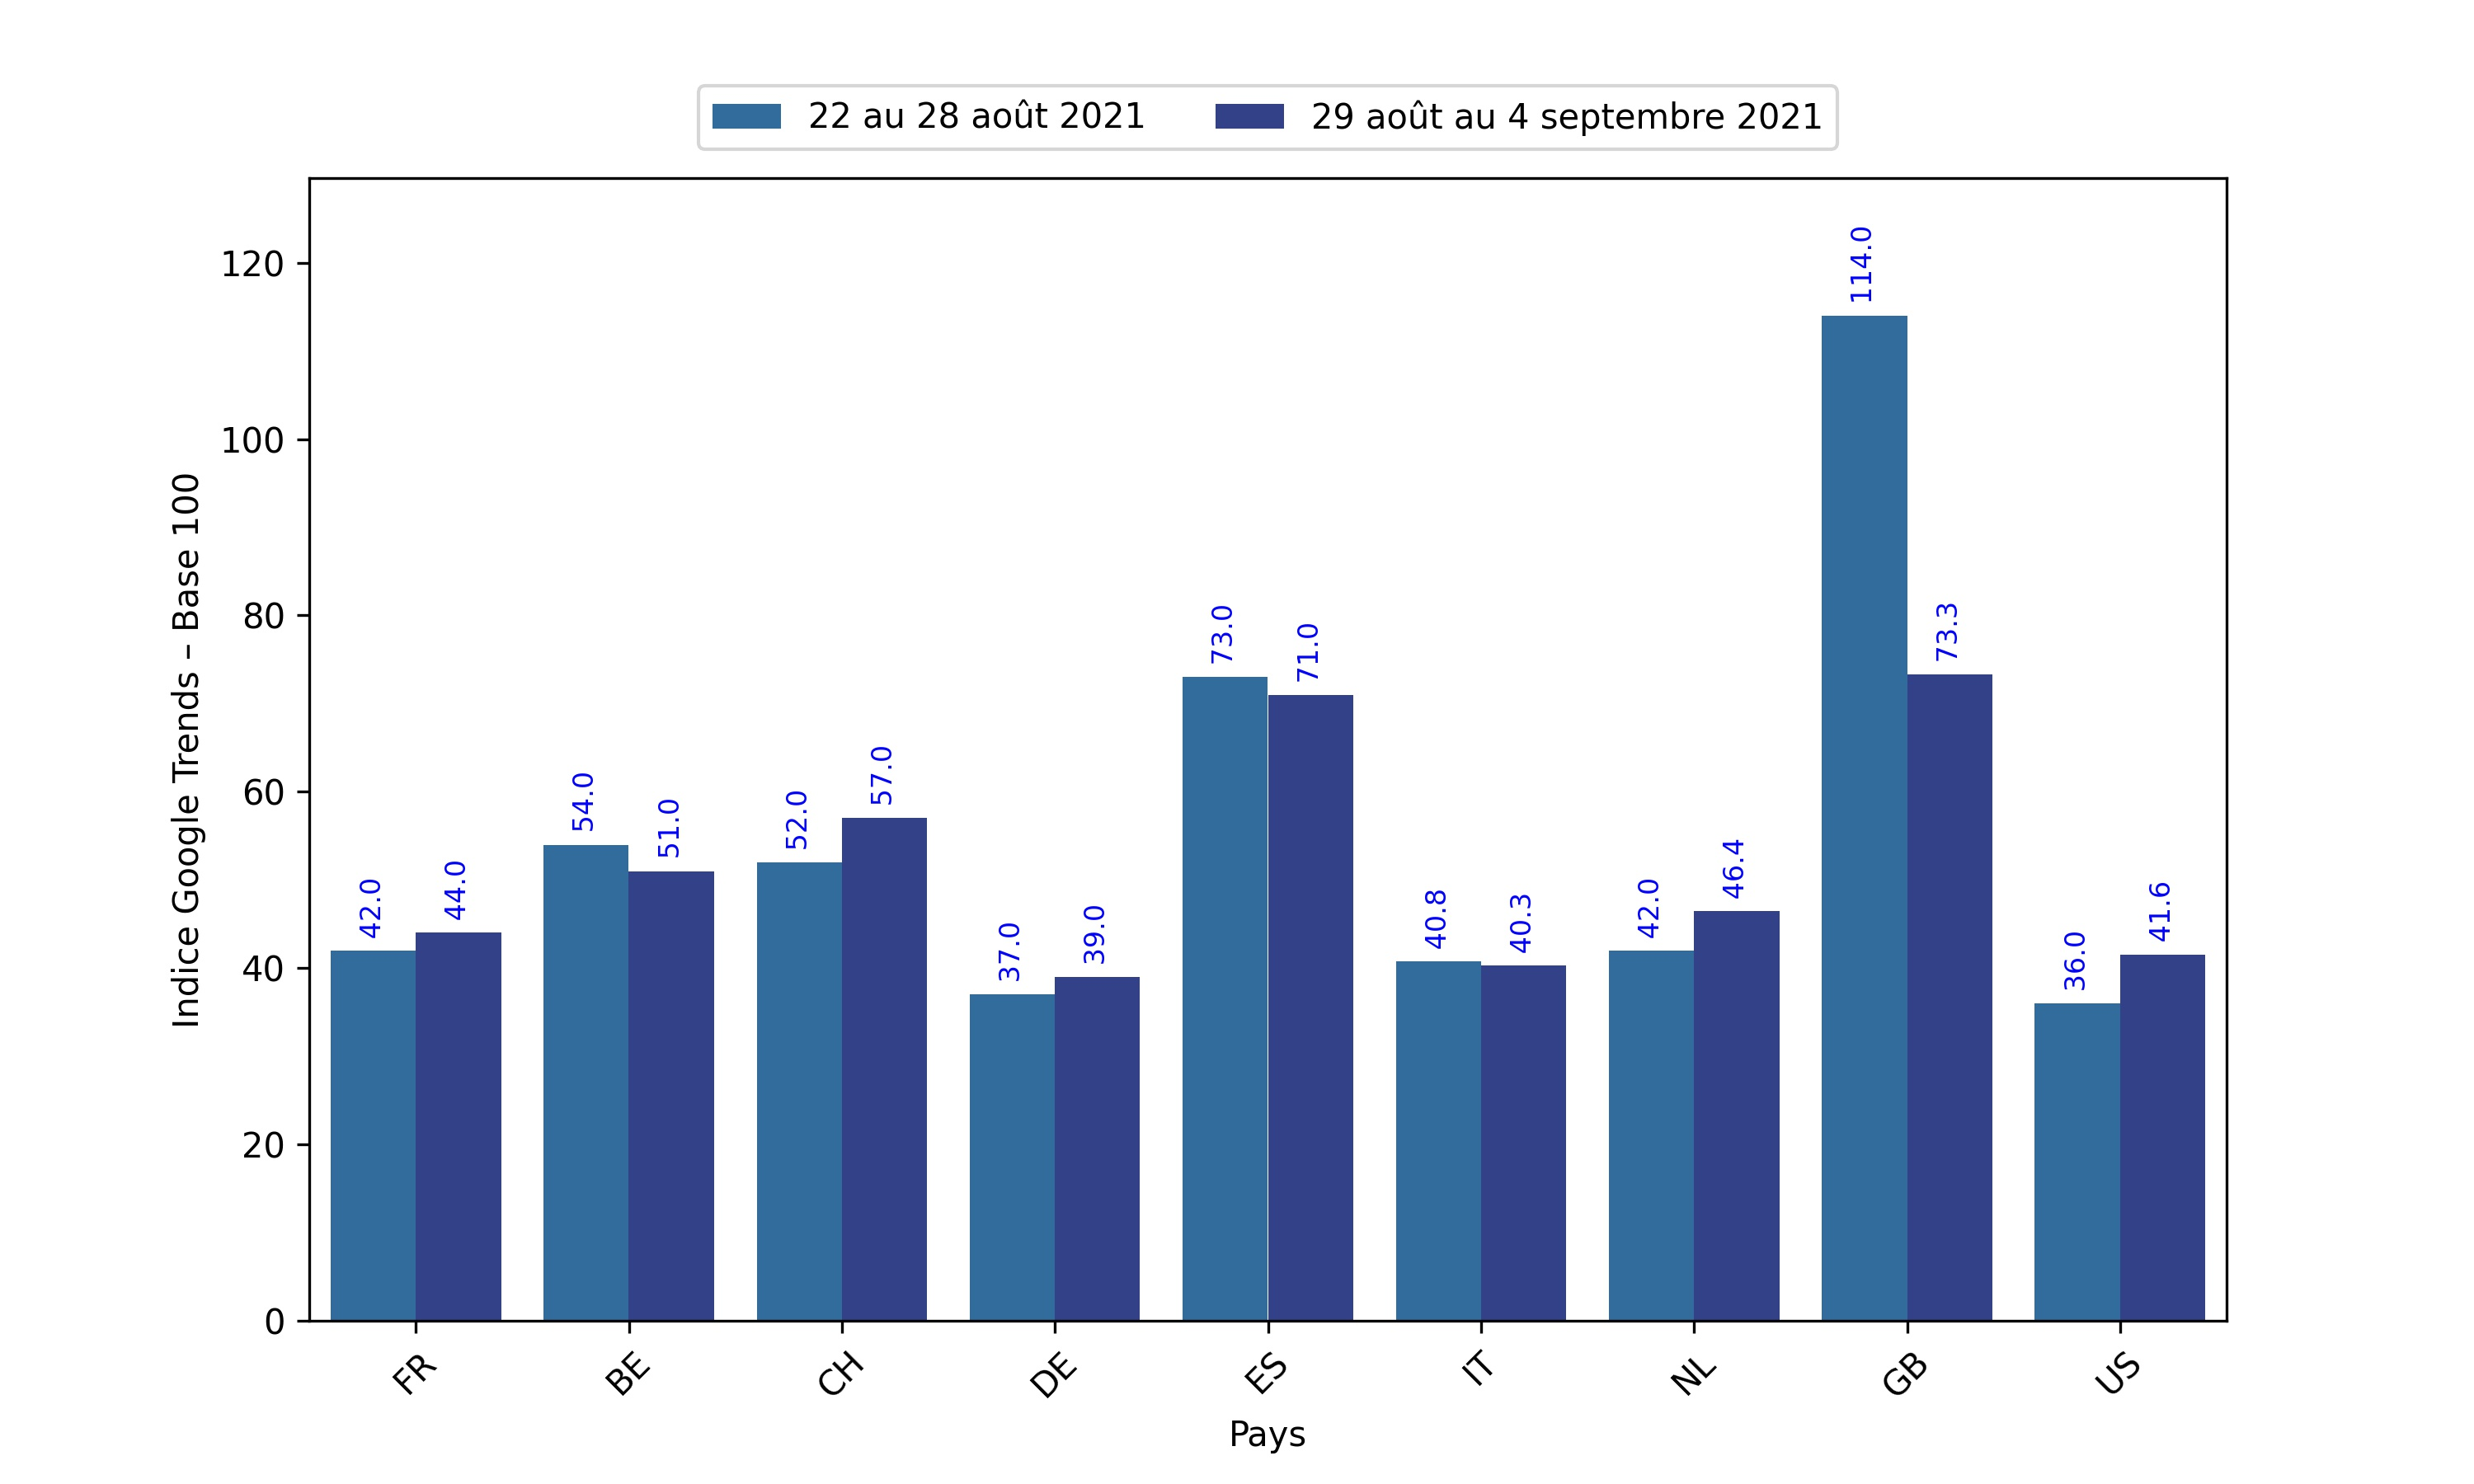 22 au 28 août 2021
29 août au 4 septembre 2021
Indice Google Trends – Base 100
120
100
80
60
40
20
0
42.0
44.0
54.0
51.0
52.0
57.0
37.0
39.0
73.0
71.0
40.8
40.3
42.0
46.4
114.0
73.3
36.0
41.6
FR
BE
CH
DE
ES
IT
NL
GB
US
Pays